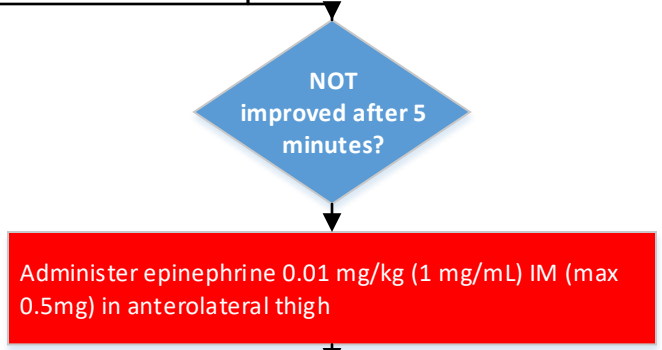 NOT
improved after 5
minutes?
Administer epinephrine 0.01 mg/kg (1 mg/mL) IM (max
0.5mg) in anterolateral thigh